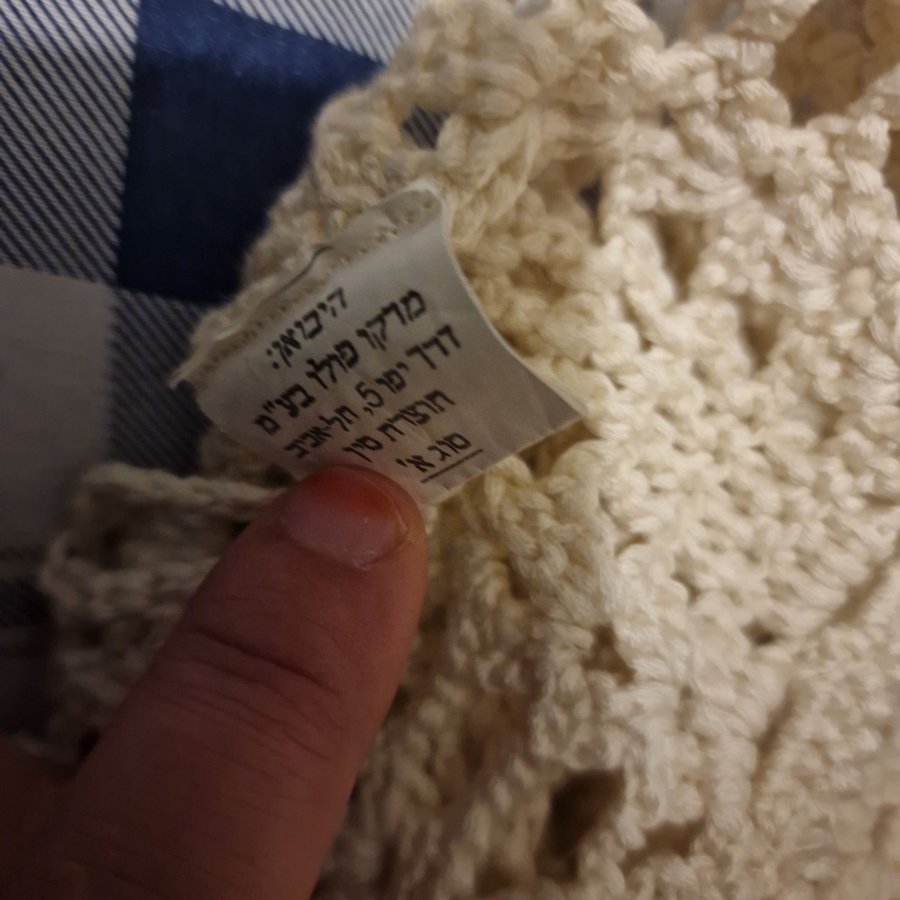 היבואן:
מרקו פולו בע"מ
דרך יפו 5, תל-אביב
תוצרת סין
סוג א'